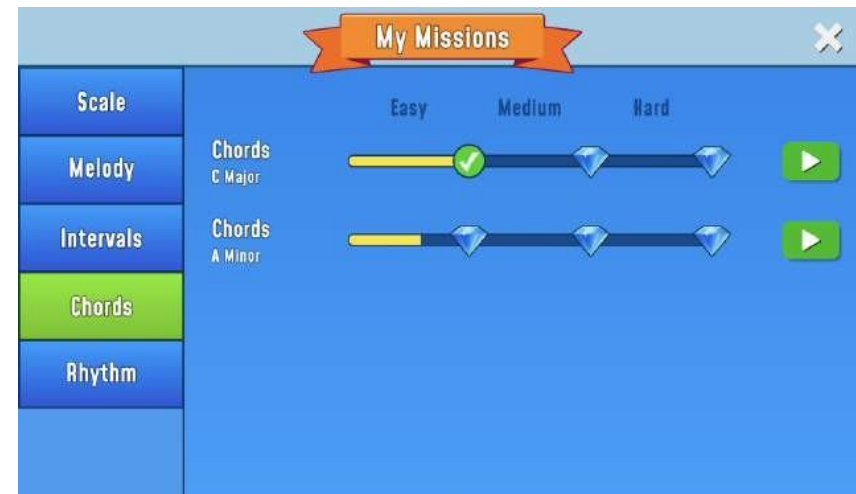 My Missions
Scale
Melody
Intervals
Chords
Rhythm
Easy Medium Hard
Chords
C Major
Chords
A Minor